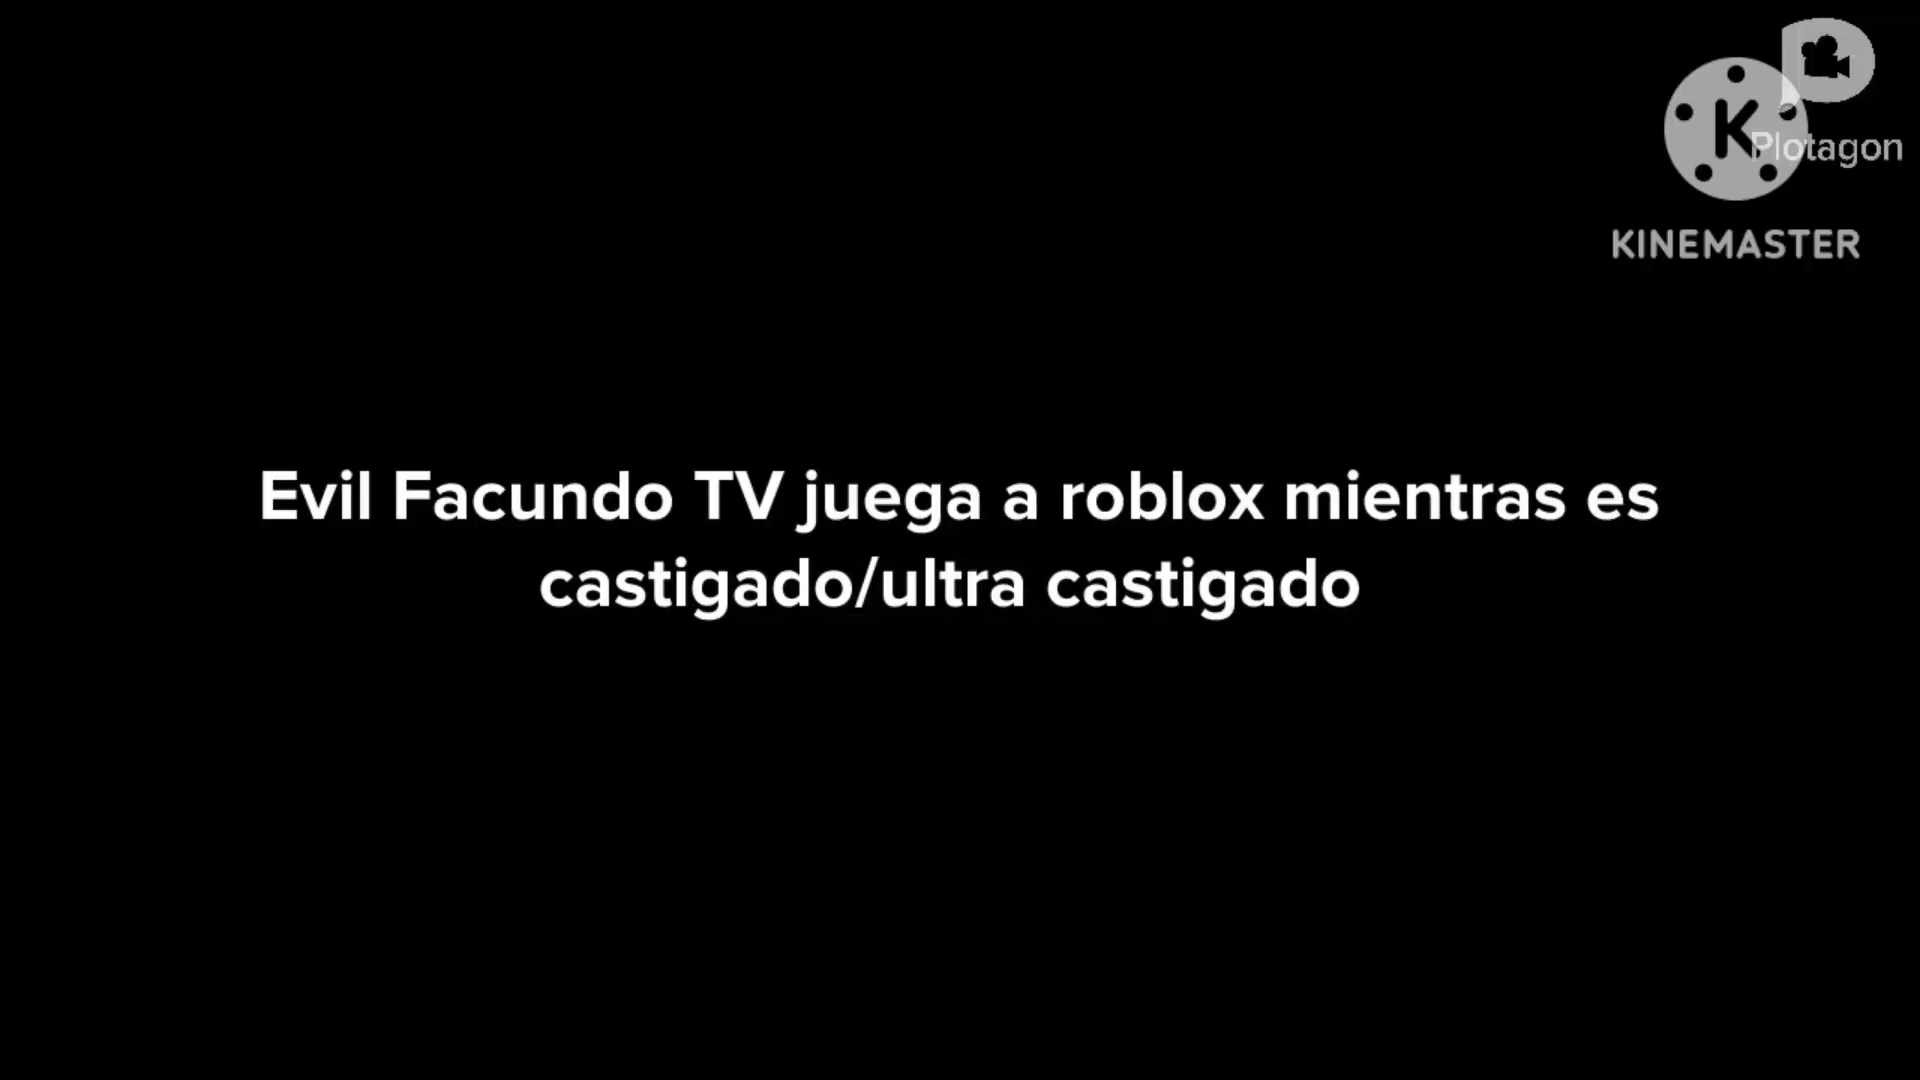 Plotagon
K
KINEMASTER
Evil Facundo TV juega a roblox mientras es
castigado/ultra castigado